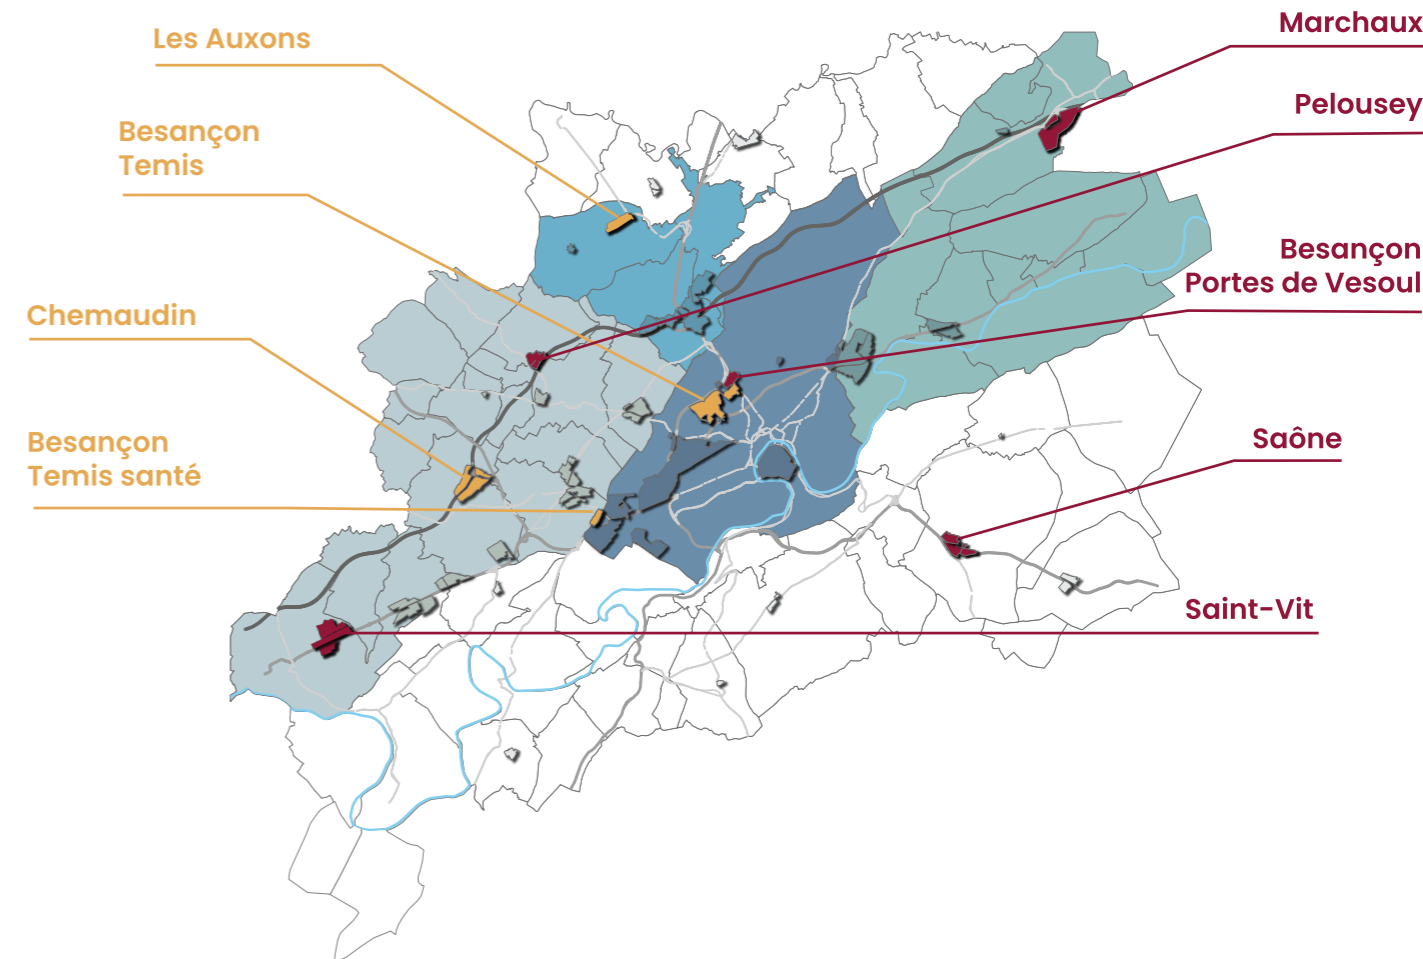 Les Auxons
Besançon
Temis
Chemaudin
Besançon
Temis santé
Marchaux
Pelousey
Besançon
Portes de Vesoul
Saône
Saint-Vit